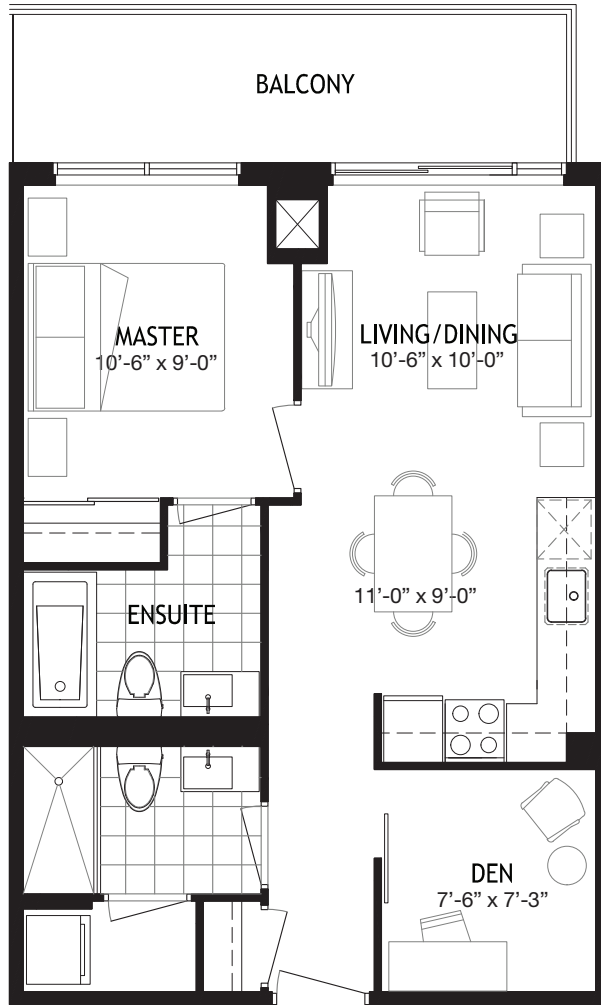 BALCONY
MASTER
10’-6” x 9’-0”
LIVING/DINING
10’-6” x 10’-0”
11’-0” x 9’-0”
ENSUITE
DEN
7’-6” x 7’-3”